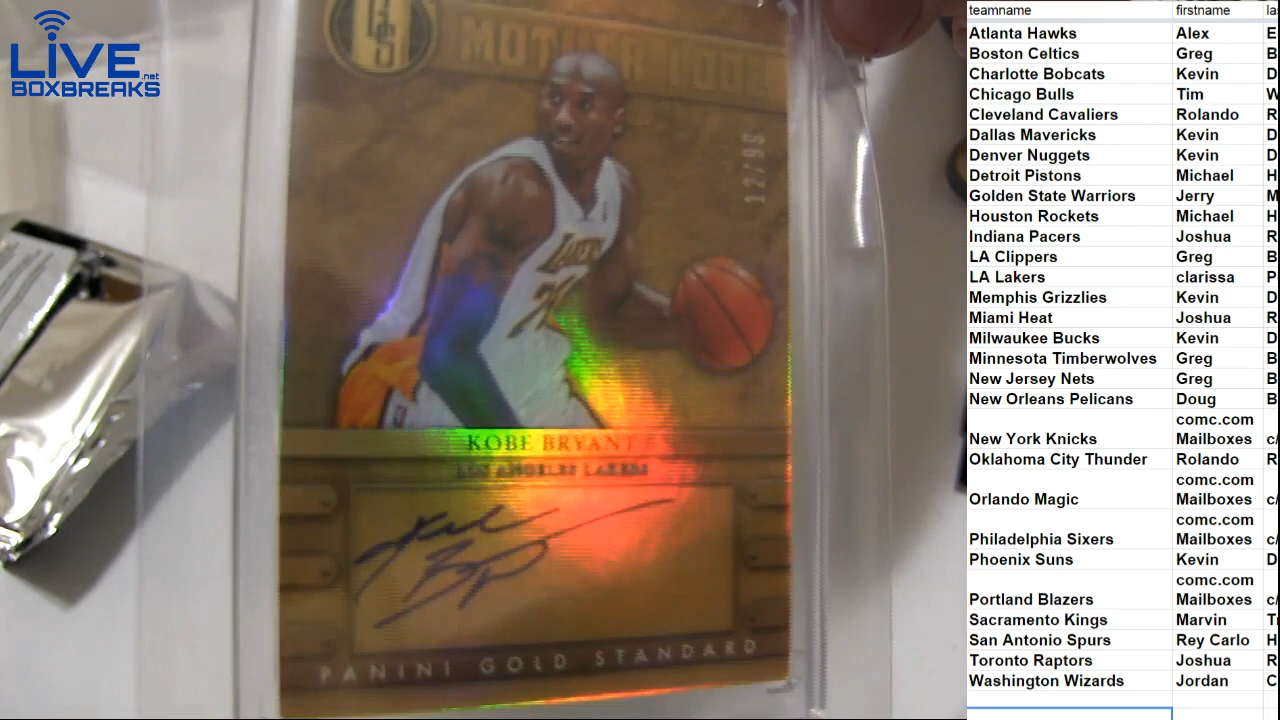 LIVE.net
BOXBREAKS
GS
MOTHER LODE
12/99
KOBE BRYANT
LOS ANGELES LAKERS
PANINI GOLD STANDARD
teamname firstname la
Atlanta Hawks Alex E
Boston Celtics Greg B
Charlotte Bobcats Kevin D
Chicago Bulls Tim W
Cleveland Cavaliers Rolando R
Dallas Mavericks Kevin D
Denver Nuggets Kevin D
Detroit Pistons Michael H
Golden State Warriors Jerry M
Houston Rockets Michael H
Indiana Pacers Joshua R
LA Clippers Greg B
LA Lakers clarissa P
Memphis Grizzlies Kevin D
Miami Heat Joshua R
Milwaukee Bucks Kevin D
Minnesota Timberwolves Greg B
New Jersey Nets Greg B
New Orleans Pelicans Doug B
comc.com
New York Knicks Mailboxes c/
Oklahoma City Thunder Rolando R
comc.com
Orlando Magic Mailboxes c/
comc.com
Philadelphia Sixers Mailboxes c/
Phoenix Suns Kevin D
comc.com
Portland Blazers Mailboxes c/
Sacramento Kings Marvin T
San Antonio Spurs Rey Carlo H
Toronto Raptors Joshua R
Washington Wizards Jordan C